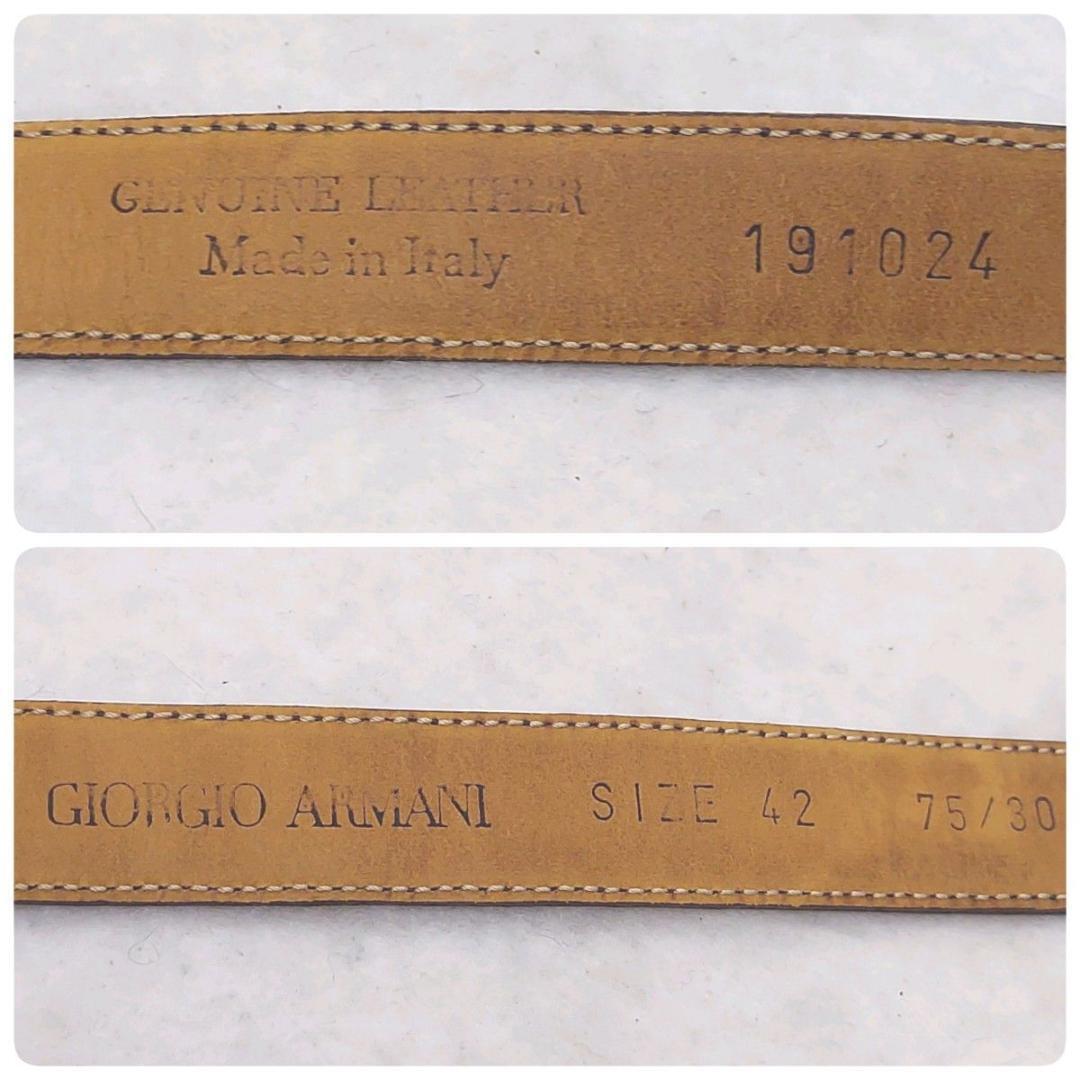 GENUINE LEATHER
Made in Italy
191024
GIORGIO ARMANI SIZE 42 75/30